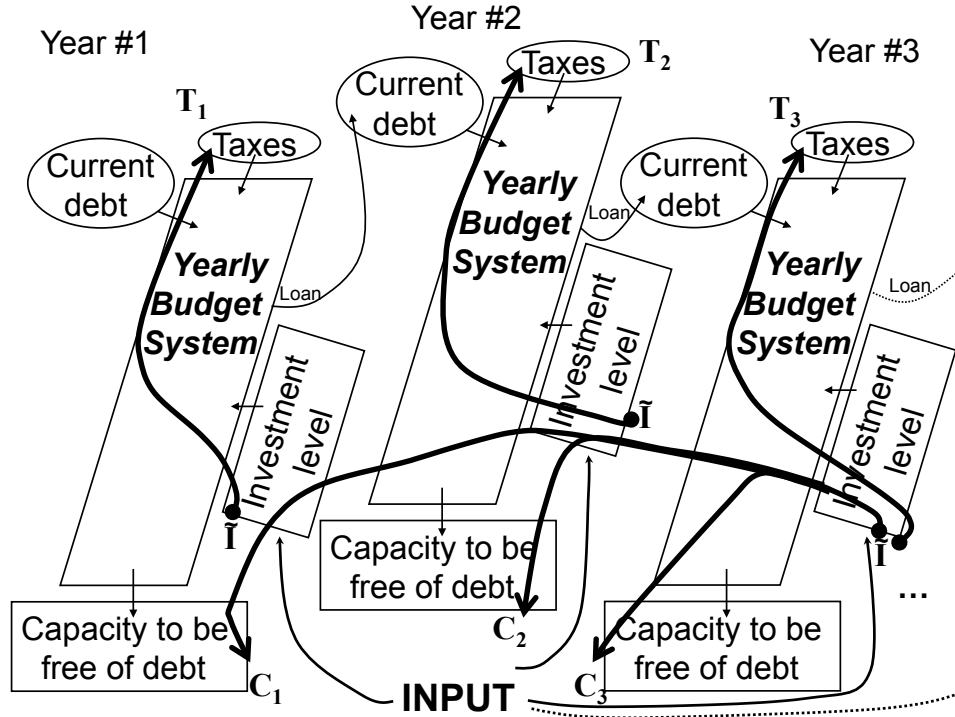 Year #1
Year #2
Year #3
T1
Taxes
Current
debt
Yearly
Budget
System
Loan
Investment
level
Ĩ
Capacity to be
free of debt
C1
T2
Taxes
Current
debt
Yearly
Budget
System
Loan
Investment
level
Ĩ
Capacity to be
free of debt
C2
T3
Taxes
Current
debt
Yearly
Budget
System
Loan
Investment
level
Ĩ
...
Capacity to be
free of debt
C3
INPUT